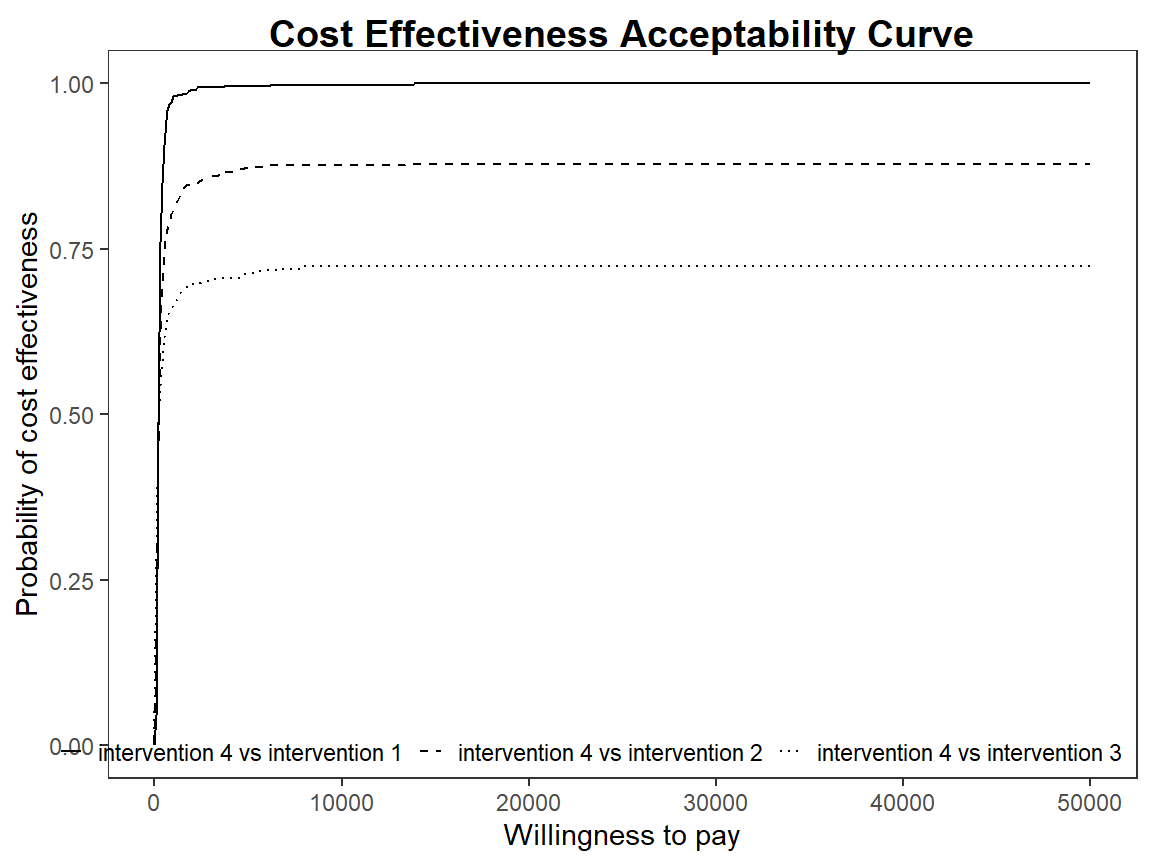 Cost Effectiveness Acceptability Curve
Probability of cost effectiveness
1.00
0.75
0.50
0.25
0.00
intervention 4 vs intervention 1
intervention 4 vs intervention 2
intervention 4 vs intervention 3
0 10000 20000 30000 40000 50000
Willingness to pay